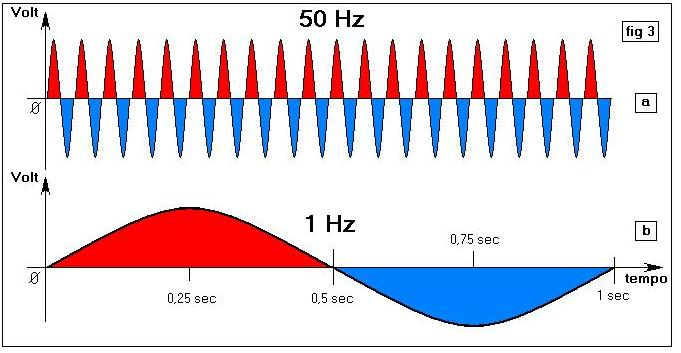 Volt
50 Hz
fig 3
Ø
a
Volt
1 Hz
b
0,75 sec
Ø
tempo
0,25 sec
0,5 sec
1 sec